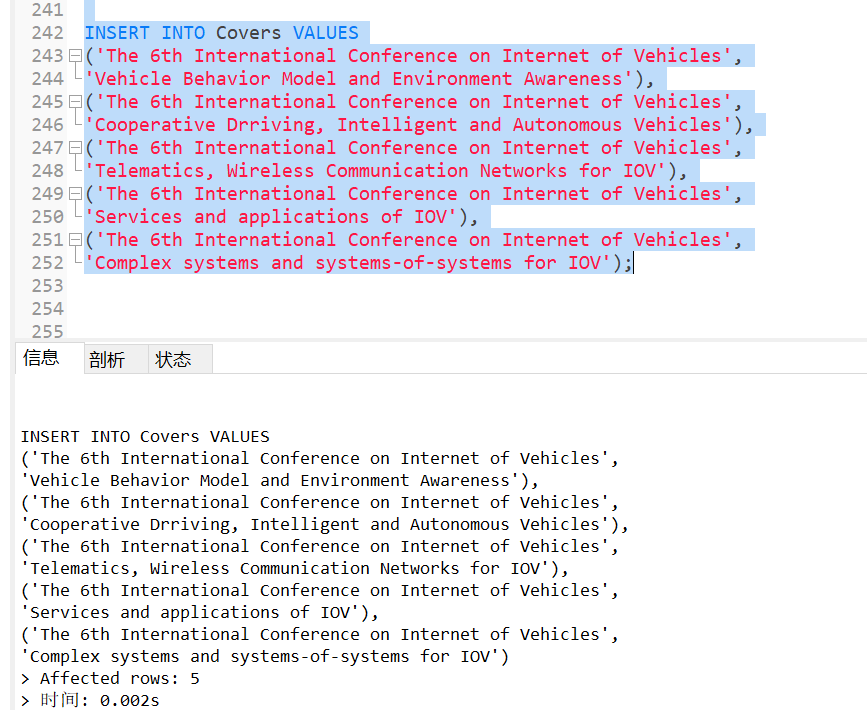 241
242 INSERT INTO Covers VALUES
243 ('The 6th International Conference on Internet of Vehicles',
244 'Vehicle Behavior Model and Environment Awareness'),
245 ('The 6th International Conference on Internet of Vehicles',
246 'Cooperative Drriving, Intelligent and Autonomous Vehicles'),
247 ('The 6th International Conference on Internet of Vehicles',
248 'Telematics, Wireless Communication Networks for IOV'),
249 ('The 6th International Conference on Internet of Vehicles',
250 'Services and applications of IOV'),
251 ('The 6th International Conference on Internet of Vehicles',
252 'Complex systems and systems-of-systems for IOV');
253
254
255
信息 剖析 状态
INSERT INTO Covers VALUES
('The 6th International Conference on Internet of Vehicles',
'Vehicle Behavior Model and Environment Awareness'),
('The 6th International Conference on Internet of Vehicles',
'Cooperative Drriving, Intelligent and Autonomous Vehicles'),
('The 6th International Conference on Internet of Vehicles',
'Telematics, Wireless Communication Networks for IOV'),
('The 6th International Conference on Internet of Vehicles',
'Services and applications of IOV'),
('The 6th International Conference on Internet of Vehicles',
'Complex systems and systems-of-systems for IOV')
> Affected rows: 5
> 时间: 0.002s